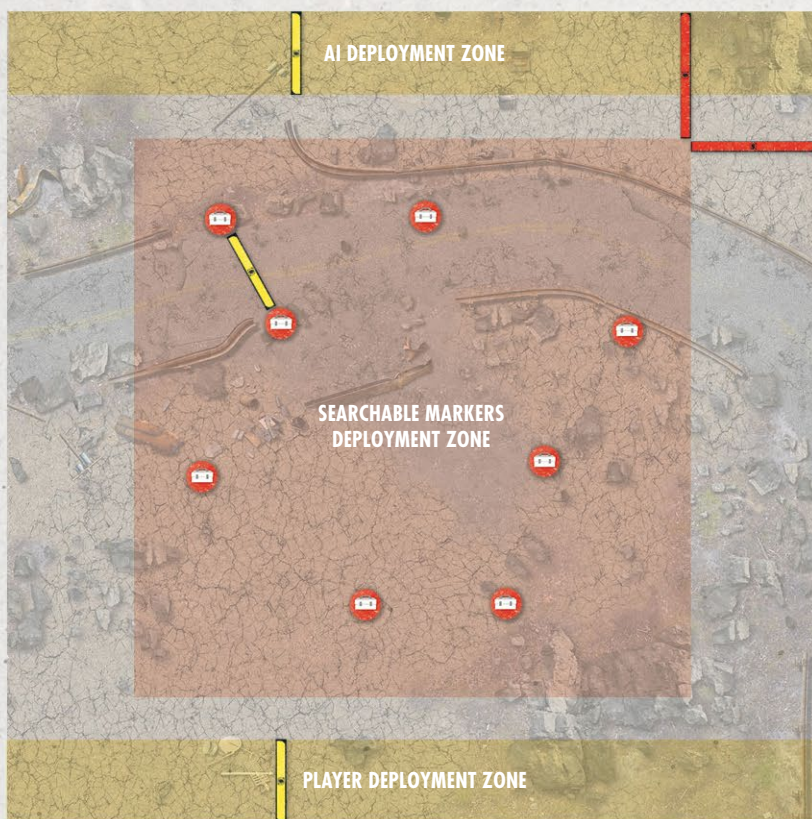 AI DEPLOYMENT ZONE
SEARCHABLE MARKERS
DEPLOYMENT ZONE
PLAYER DEPLOYMENT ZONE